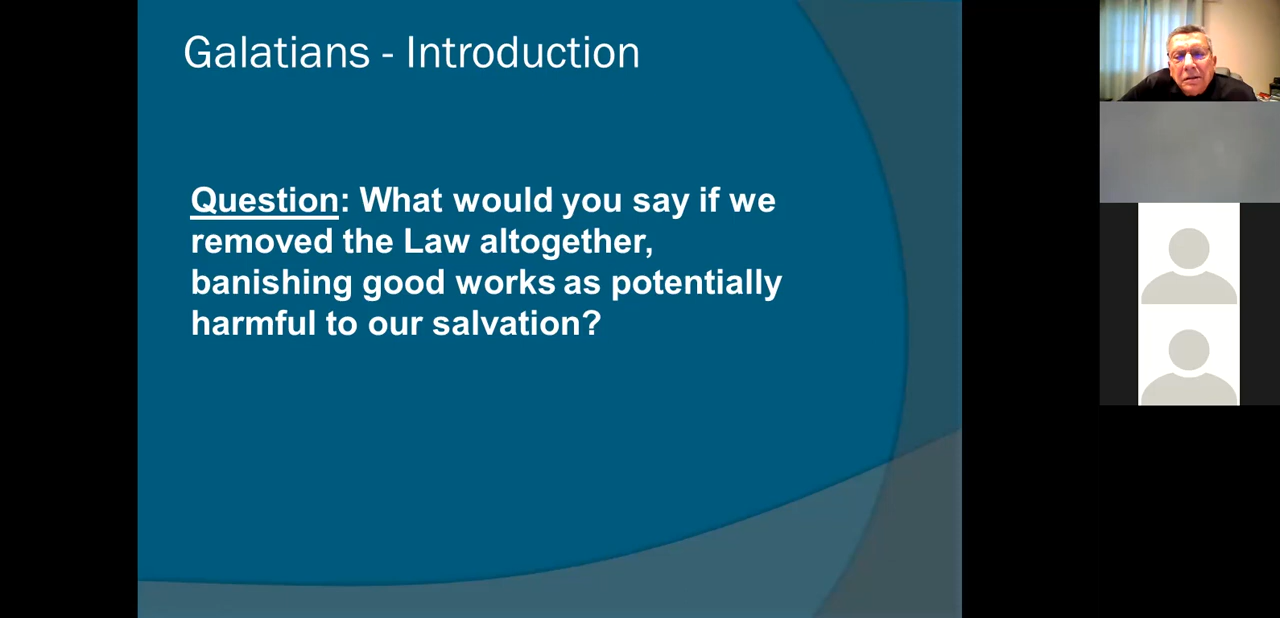 Galatians - Introduction
Question: What would you say if we
removed the Law altogether,
banishing good works as potentially
harmful to our salvation?